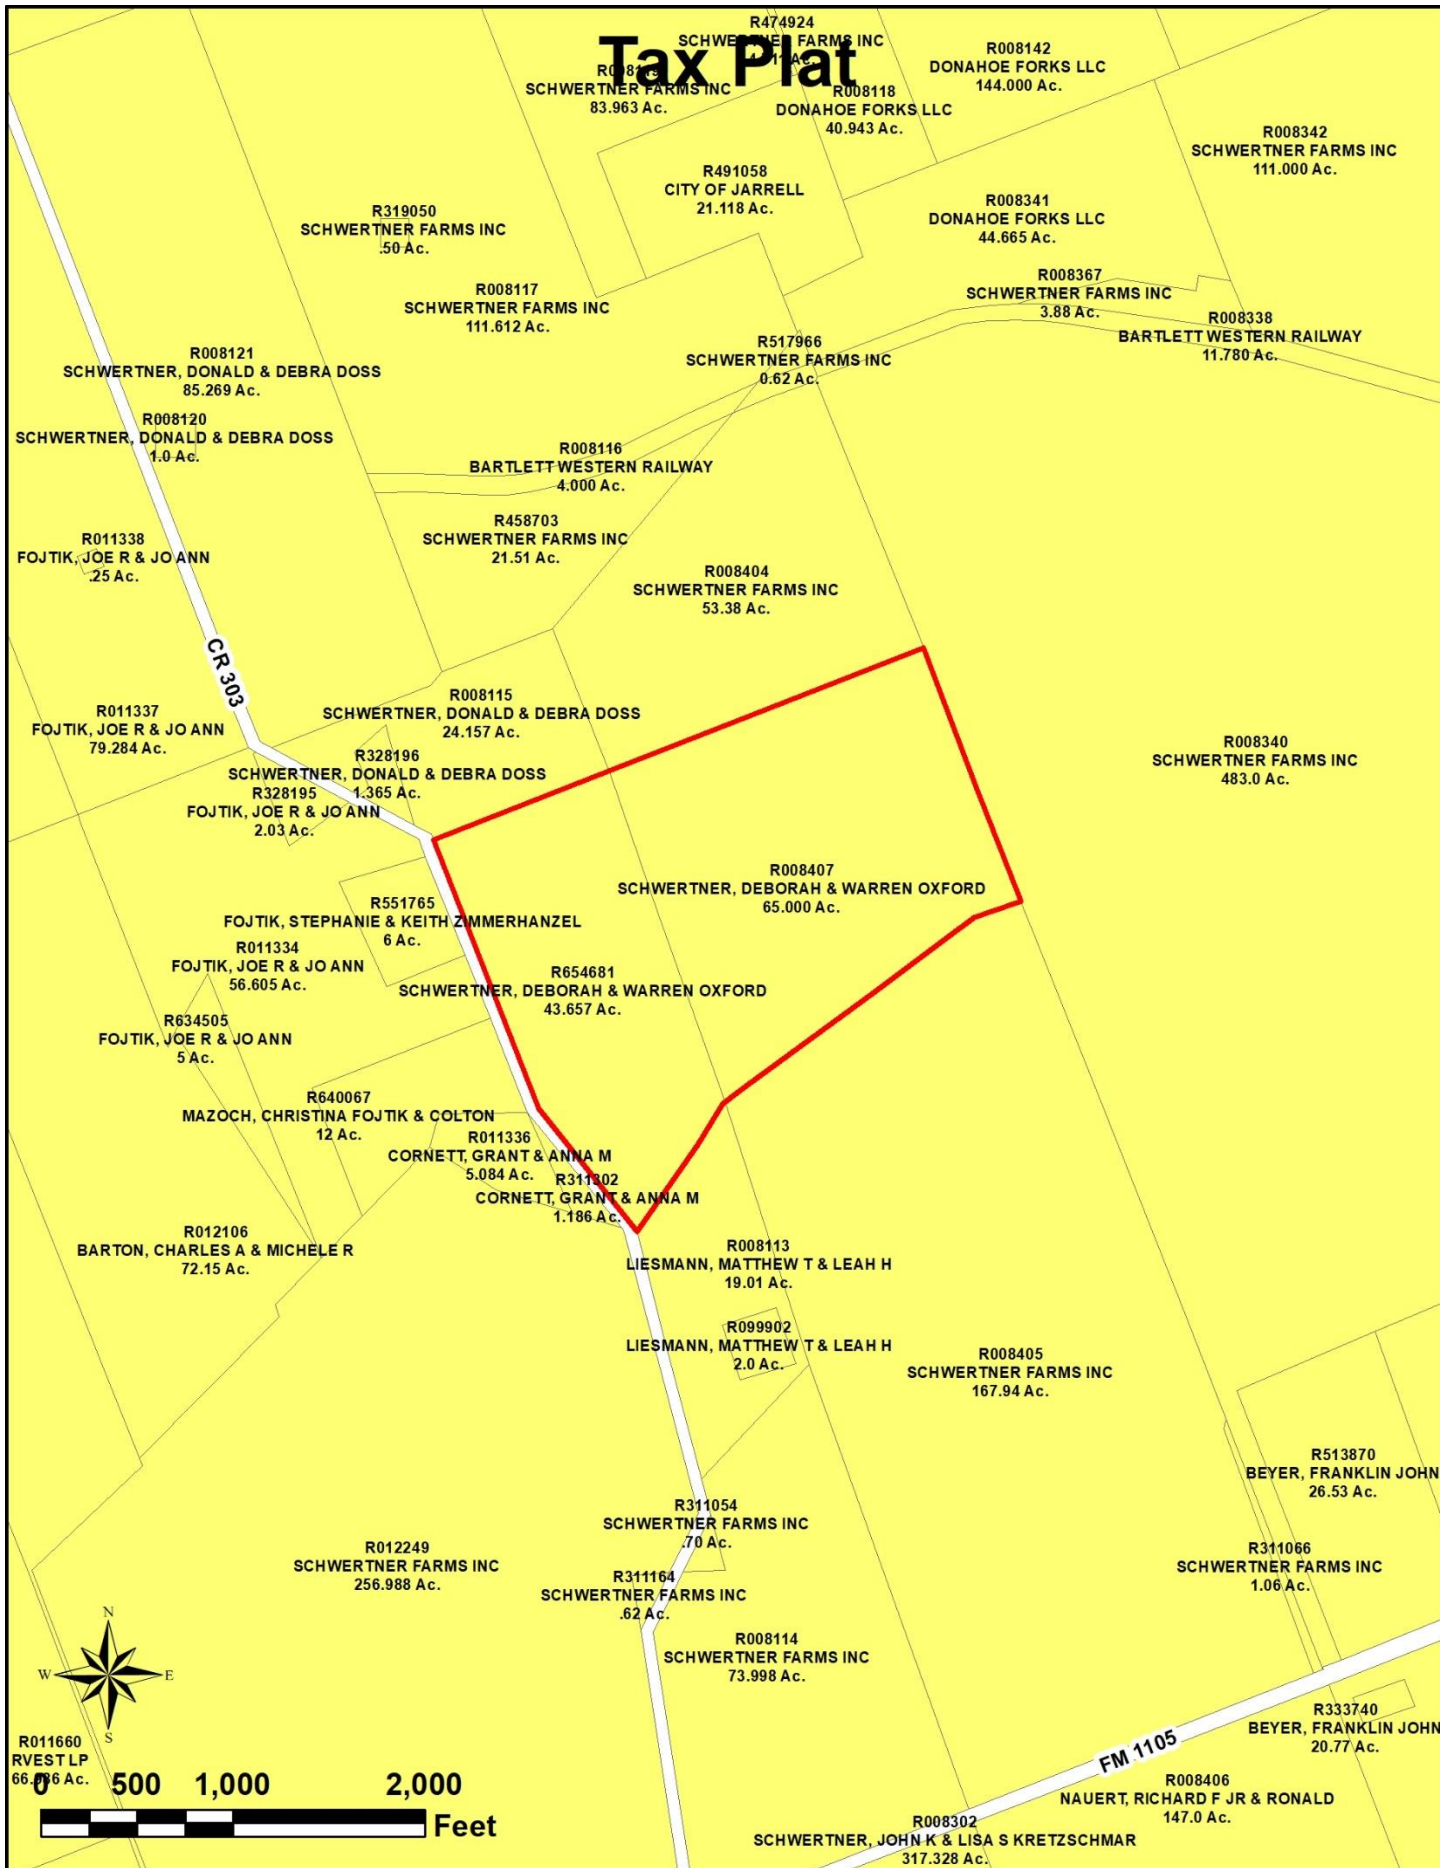 Tax Plat
R474924
SCHWERTNER FARMS INC
SCHWERTNER FARMS INC
83.963 Ac.
R008118
DONAHOE FORKS LLC
40.943 Ac.
R008142
DONAHOE FORKS LLC
144.000 Ac.
R008342
SCHWERTNER FARMS INC
111.000 Ac.
R491058
CITY OF JARRELL
21.118 Ac.
R319050
SCHWERTNER FARMS INC
.50 Ac.
R008341
DONAHOE FORKS LLC
44.665 Ac.
R008117
SCHWERTNER FARMS INC
111.612 Ac.
R008367
SCHWERTNER FARMS INC
3.88 Ac.
R008338
BARTLETT WESTERN RAILWAY
11.780 Ac.
R517966
SCHWERTNER FARMS INC
0.62 Ac.
R008121
SCHWERTNER, DONALD & DEBRA DOSS
85.269 Ac.
R008120
SCHWERTNER, DONALD & DEBRA DOSS
1.0 Ac.
R008116
BARTLETT WESTERN RAILWAY
4.000 Ac.
R458703
SCHWERTNER FARMS INC
21.51 Ac.
R011338
FOJTIK, JOE R & JO ANN
.25 Ac.
R008404
SCHWERTNER FARMS INC
53.38 Ac.
CR 303
R008115
SCHWERTNER, DONALD & DEBRA DOSS
24.157 Ac.
R011337
FOJTIK, JOE R & JO ANN
79.284 Ac.
R008340
SCHWERTNER FARMS INC
483.0 Ac.
R328196
SCHWERTNER, DONALD & DEBRA DOSS
1.365 Ac.
R328195
FOJTIK, JOE R & JO ANN
2.03 Ac.
R008407
SCHWERTNER, DEBORAH & WARREN OXFORD
65.000 Ac.
R551765
FOJTIK, STEPHANIE & KEITH ZIMMERHANZEL
6 Ac.
R011334
FOJTIK, JOE R & JO ANN
56.605 Ac.
R654681
SCHWERTNER, DEBORAH & WARREN OXFORD
43.657 Ac.
R634505
FOJTIK, JOE R & JO ANN
5 Ac.
R640067
MAZOCH, CHRISTINA FOJTIK & COLTON
12 Ac.
R011336
CORNETT, GRANT & ANNA M
5.084 Ac.
R311302
CORNETT, GRANT & ANNA M
1.186 Ac.
R012106
BARTON, CHARLES A & MICHELE R
72.15 Ac.
R008113
LIESMANN, MATTHEW T & LEAH H
19.01 Ac.
R099902
LIESMANN, MATTHEW T & LEAH H
2.0 Ac.
R008405
SCHWERTNER FARMS INC
167.94 Ac.
R513870
BEYER, FRANKLIN JOHN
26.53 Ac.
R311054
SCHWERTNER FARMS INC
.70 Ac.
R012249
SCHWERTNER FARMS INC
256.988 Ac.
R311066
SCHWERTNER FARMS INC
1.06 Ac.
R311164
SCHWERTNER FARMS INC
.62 Ac.
R008114
SCHWERTNER FARMS INC
73.998 Ac.
N
W E
S
R333740
BEYER, FRANKLIN JOHN
20.77 Ac.
R011660
RVEST LP
Ac.
FM 1105
R008406
NAUERT, RICHARD F JR & RONALD
147.0 Ac.
0 500 1,000 2,000
Feet
R008302
SCHWERTNER, JOHN K & LISA S KRETZSCHMAR
317.328 Ac.